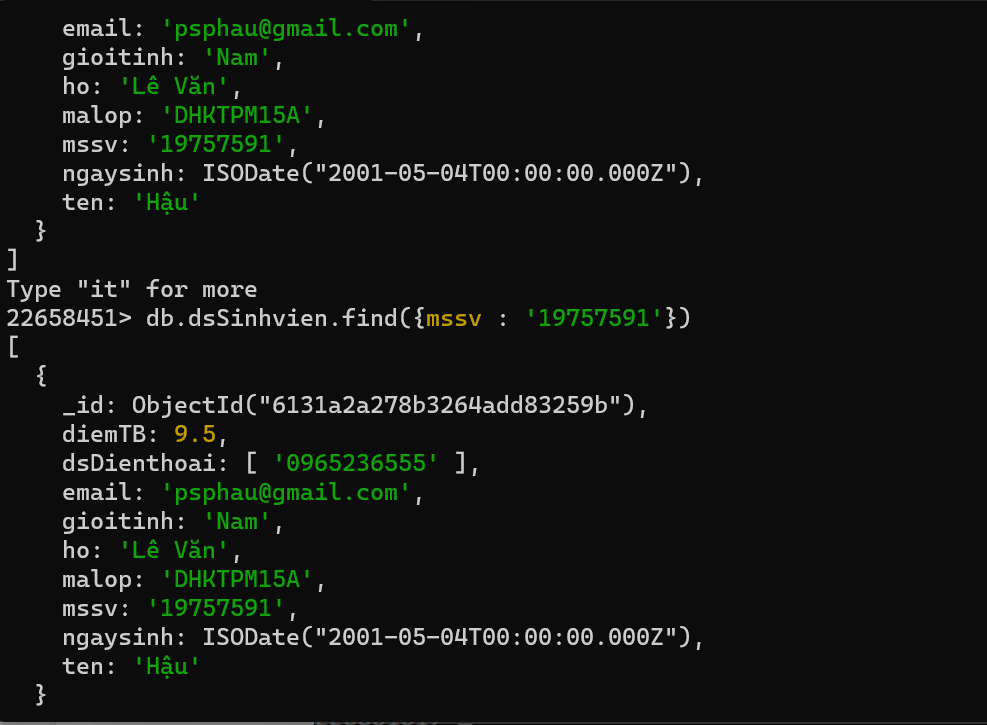 email: 'psphau@gmail.com',
gioitinh: 'Nam',
ho: 'Lê Văn',
malop: 'DHKTPM15A',
mssv: '19757591',
ngaysinh: ISODate("2001-05-04T00:00:00.000Z"),
ten: 'Hậu'
}
]
Type "it" for more
22658451> db.dsSinhvien.find({mssv : '19757591'})
[
{
_id: ObjectId("6131a2a278b3264add83259b"),
diemTB: 9.5,
dsDienthoai: [ '0965236555' ],
email: 'psphau@gmail.com',
gioitinh: 'Nam',
ho: 'Lê Văn',
malop: 'DHKTPM15A',
mssv: '19757591',
ngaysinh: ISODate("2001-05-04T00:00:00.000Z"),
ten: 'Hậu'
}